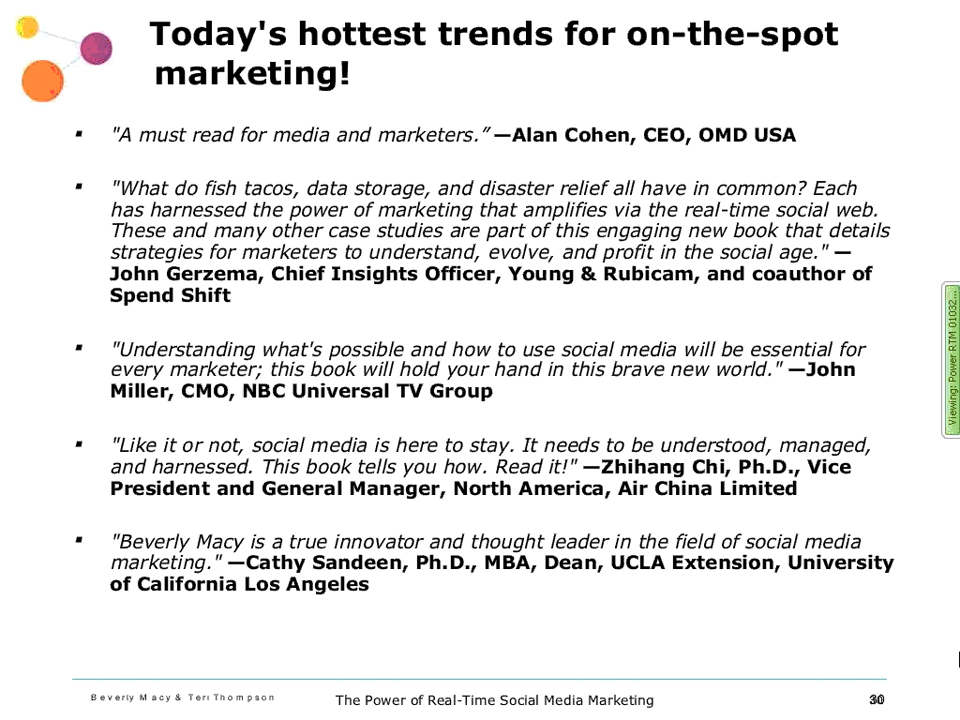 Today's hottest trends for on-the-spot
marketing!
▪ "A must read for media and marketers.” —Alan Cohen, CEO, OMD USA
▪ "What do fish tacos, data storage, and disaster relief all have in common? Each
has harnessed the power of marketing that amplifies via the real-time social web.
These and many other case studies are part of this engaging new book that details
strategies for marketers to understand, evolve, and profit in the social age." —
John Gerzema, Chief Insights Officer, Young & Rubicam, and coauthor of
Spend Shift
▪ "Understanding what's possible and how to use social media will be essential for
every marketer; this book will hold your hand in this brave new world." —John
Miller, CMO, NBC Universal TV Group
▪ "Like it or not, social media is here to stay. It needs to be understood, managed,
and harnessed. This book tells you how. Read it!" —Zhihang Chi, Ph.D., Vice
President and General Manager, North America, Air China Limited
▪ "Beverly Macy is a true innovator and thought leader in the field of social media
marketing." —Cathy Sandeen, Ph.D., MBA, Dean, UCLA Extension, University
of California Los Angeles
Viewing: Power RTM 01032...
Beverly Macy & Teri Thompson
The Power of Real-Time Social Media Marketing
30